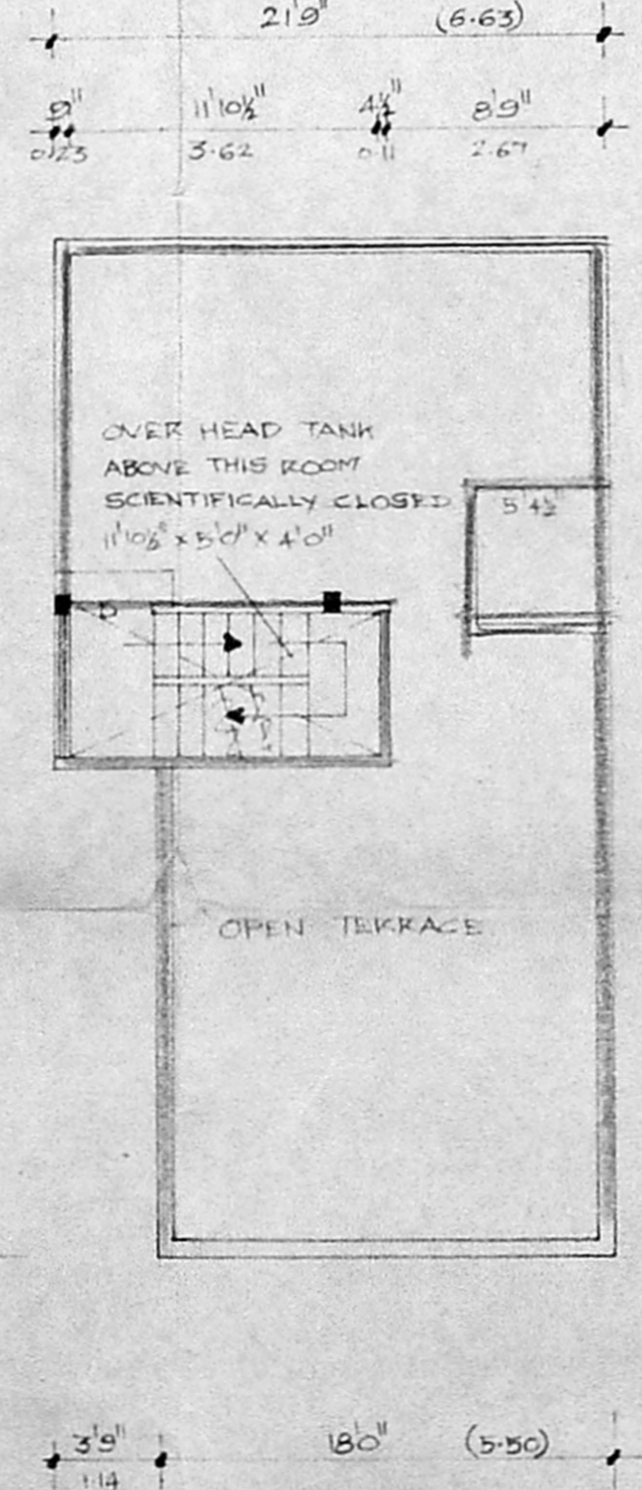 21'9" (6.63)
9" 11'10½" 4½" 8'9"
0.23 3.62 0.11 2.67
OVER HEAD TANK
ABOVE THIS ROOM
SCIENTIFICALLY CLOSED
11'10½" x 5'0" x 4'0"
5'4½"
D
OPEN TERRACE
3'9" 18'0" (5.50)
1.14